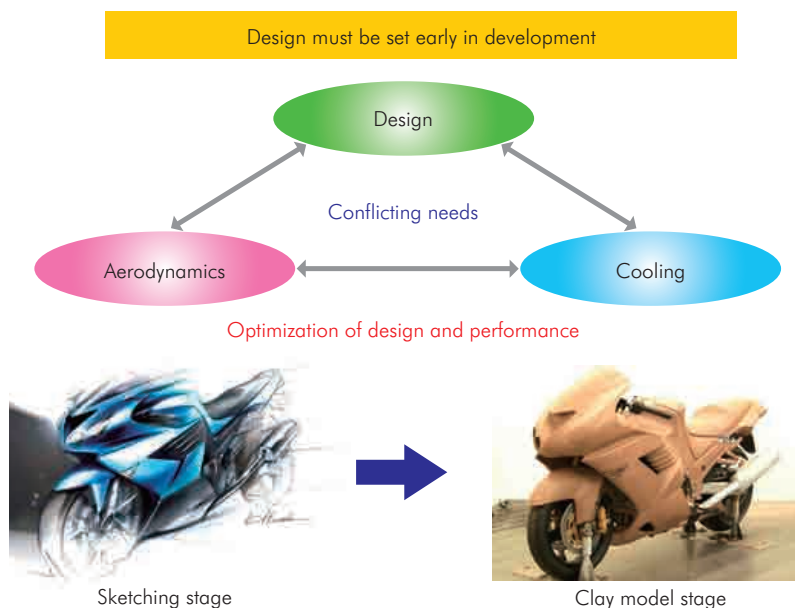 Design must be set early in development
Design
Conflicting needs
Aerodynamics
Cooling
Optimization of design and performance
Sketching stage
Clay model stage